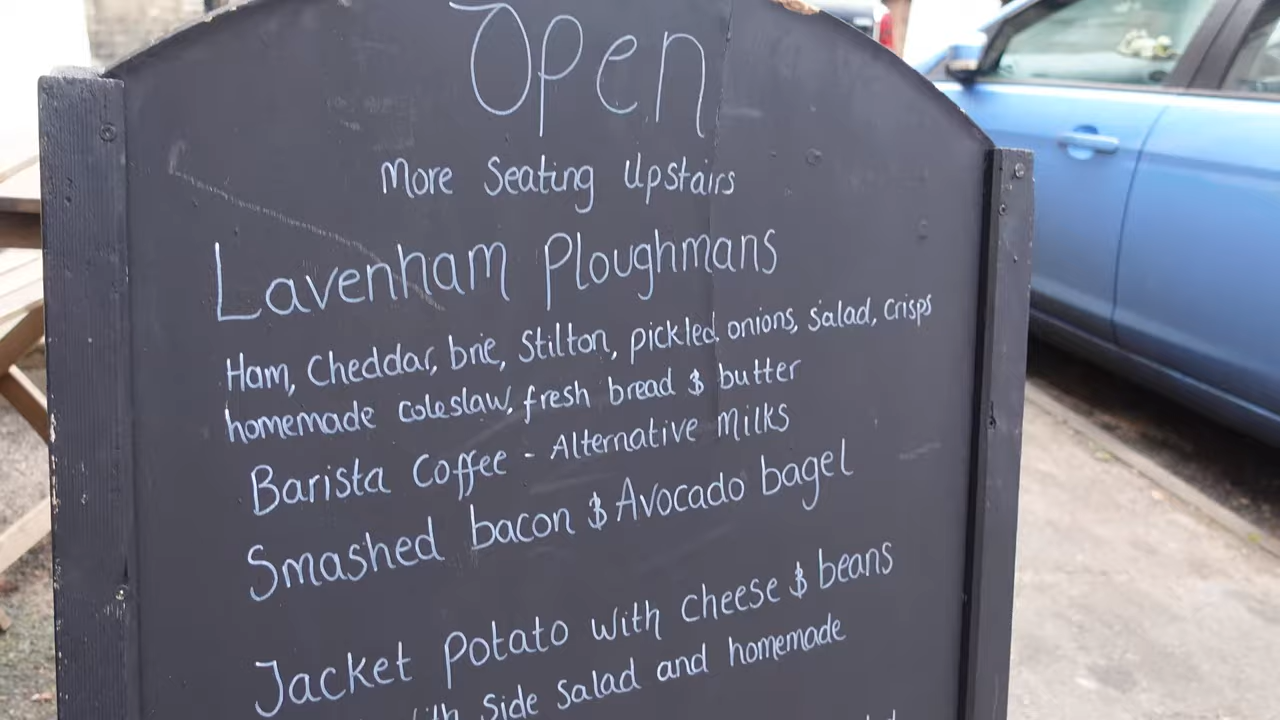 Open
More Seating Upstairs
Lavenham Ploughmans
Ham, Cheddar, brie, Stilton, pickled onions, salad, crisps
homemade coleslaw, fresh bread & butter
Barista Coffee - Alternative Milks
Smashed bacon & Avocado bagel
Jacket Potato with cheese & beans
with side salad and homemade